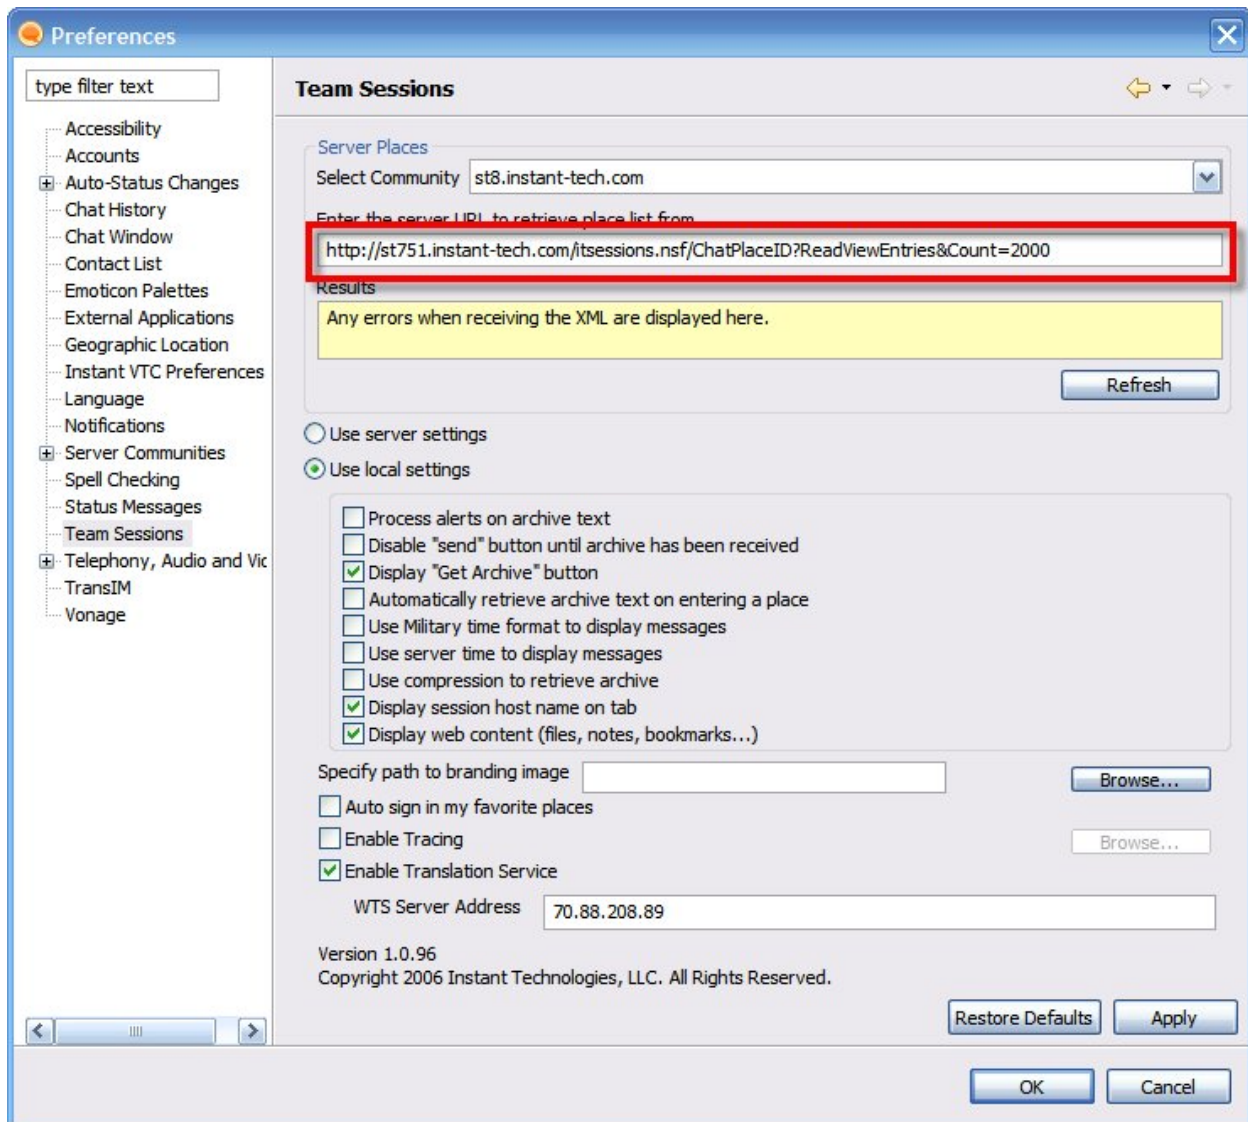 Preferences
type filter text
Accessibility
Accounts
Auto-Status Changes
Chat History
Chat Window
Contact List
Emoticon Palettes
External Applications
Geographic Location
Instant VTC Preferences
Language
Notifications
Server Communities
Spell Checking
Status Messages
Team Sessions
Telephony, Audio and Vic
TransIM
Vonage
Team Sessions
Server Places
Select Community st8.instant-tech.com
Enter the server URL to retrieve place list from
http://st751.instant-tech.com/itsessions.nsf/ChatPlaceID?ReadViewEntries&Count=2000
Results
Any errors when receiving the XML are displayed here.
Refresh
Use server settings
Use local settings
Process alerts on archive text
Disable "send" button until archive has been received
Display "Get Archive" button
Automatically retrieve archive text on entering a place
Use Military time format to display messages
Use server time to display messages
Use compression to retrieve archive
Display session host name on tab
Display web content (files, notes, bookmarks...)
Specify path to branding image Browse...
Auto sign in my favorite places
Enable Tracing Browse...
Enable Translation Service
WTS Server Address 70.88.208.89
Version 1.0.96
Copyright 2006 Instant Technologies, LLC. All Rights Reserved.
Restore Defaults Apply
OK Cancel